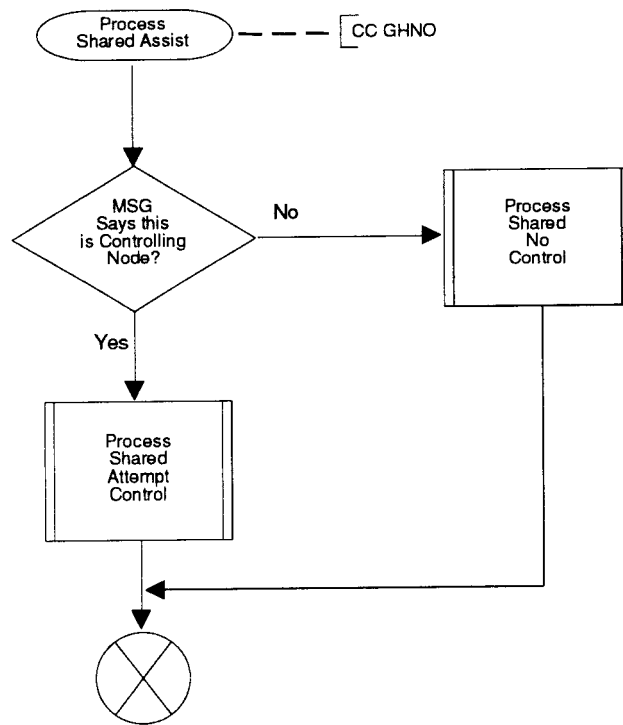 Process
Shared Assist
CC GHNO
MSG
Says this
is Controlling
Node?
No
Process
Shared
No
Control
Yes
Process
Shared
Attempt
Control